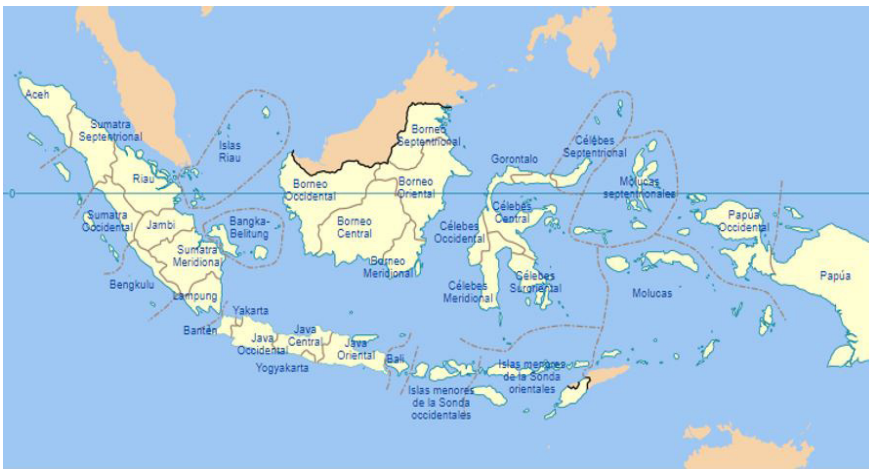 Aceh
Sumatra
Septentrional
Islas
Riau
Riau
0
Sumatra
Occidental
Jambi
Bangka-
Belitung
Sumatra
Meridional
Bengkulu
Lampung
Borneo
Septentrional
Borneo
Occidental
Borneo
Oriental
Borneo
Central
Borneo
Meridional
Gorontalo
Célebes
Septentrional
Célebes
Central
Célebes
Occidental
Célebes
Meridional
Célebes
Suroriental
Molucas
septentrionales
Molucas
Papúa
Occidental
Papúa
Yakarta
Bantén
Java
Occidental
Java
Central
Yogyakarta
Java
Oriental
Bali
Islas menores
de la Sonda
occidentales
Islas menores
de la Sonda
orientales